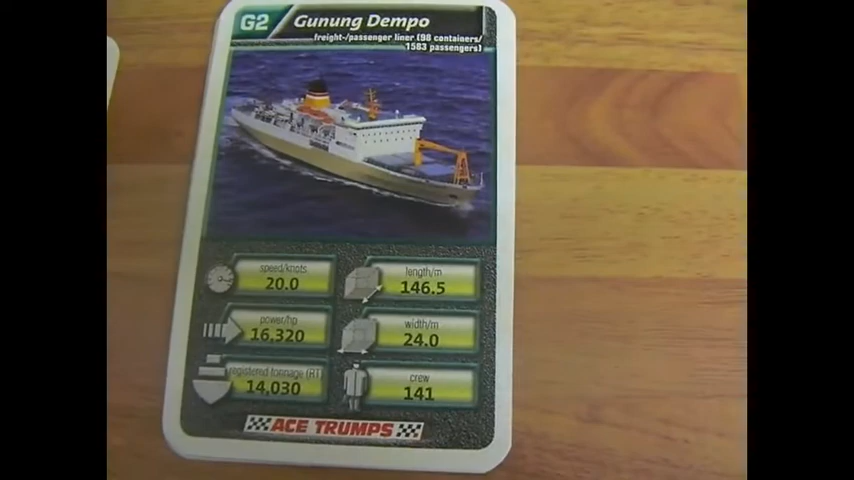 G2 Gunung Dempo
freight-/passenger liner (98 containers/
1583 passengers)
speed/knots
20.0
length/m
146.5
power/hp
16,320
width/m
24.0
registered tonnage (RT)
14,030
crew
141
ACE TRUMPS